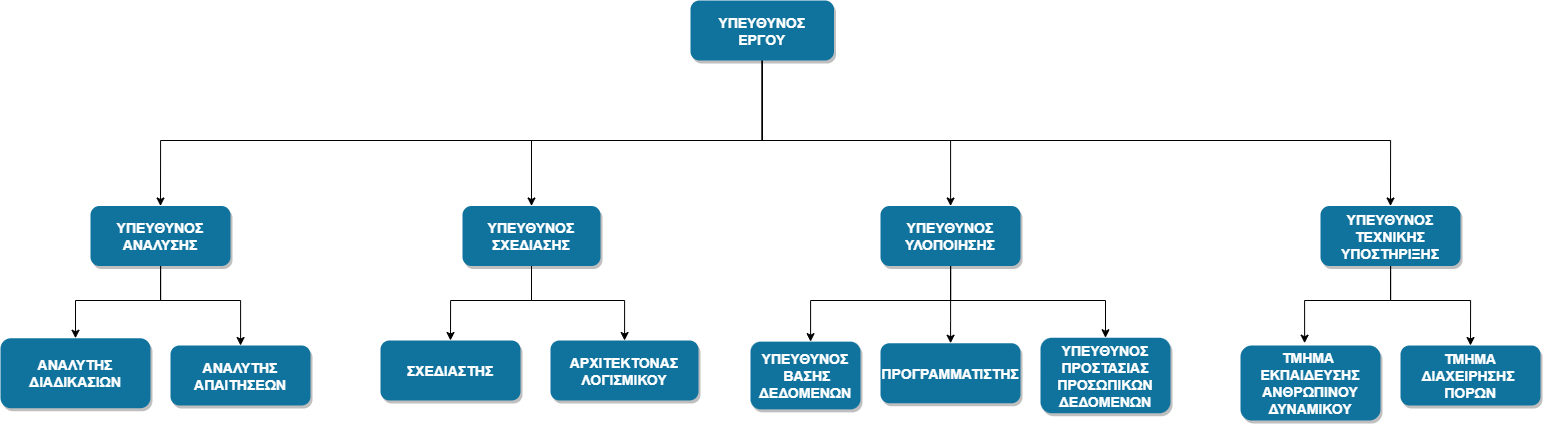 ΥΠΕΥΘΥΝΟΣ
ΕΡΓΟΥ
ΥΠΕΥΘΥΝΟΣ
ΑΝΑΛΥΣΗΣ
ΥΠΕΥΘΥΝΟΣ
ΣΧΕΔΙΑΣΗΣ
ΥΠΕΥΘΥΝΟΣ
ΥΛΟΠΟΙΗΣΗΣ
ΥΠΕΥΘΥΝΟΣ
ΤΕΧΝΙΚΗΣ
ΥΠΟΣΤΗΡΙΞΗΣ
ΑΝΑΛΥΤΗΣ
ΔΙΑΔΙΚΑΣΙΩΝ
ΑΝΑΛΥΤΗΣ
ΑΠΑΙΤΗΣΕΩΝ
ΣΧΕΔΙΑΣΤΗΣ
ΑΡΧΙΤΕΚΤΟΝΑΣ
ΛΟΓΙΣΜΙΚΟΥ
ΥΠΕΥΘΥΝΟΣ
ΒΑΣΗΣ
ΔΕΔΟΜΕΝΩΝ
ΠΡΟΓΡΑΜΜΑΤΙΣΤΗΣ
ΥΠΕΥΘΥΝΟΣ
ΠΡΟΣΤΑΣΙΑΣ
ΠΡΟΣΩΠΙΚΩΝ
ΔΕΔΟΜΕΝΩΝ
ΤΜΗΜΑ
ΕΚΠΑΙΔΕΥΣΗΣ
ΑΝΘΡΩΠΙΝΟΥ
ΔΥΝΑΜΙΚΟΥ
ΤΜΗΜΑ
ΔΙΑΧΕΙΡΗΣΗΣ
ΠΟΡΩΝ